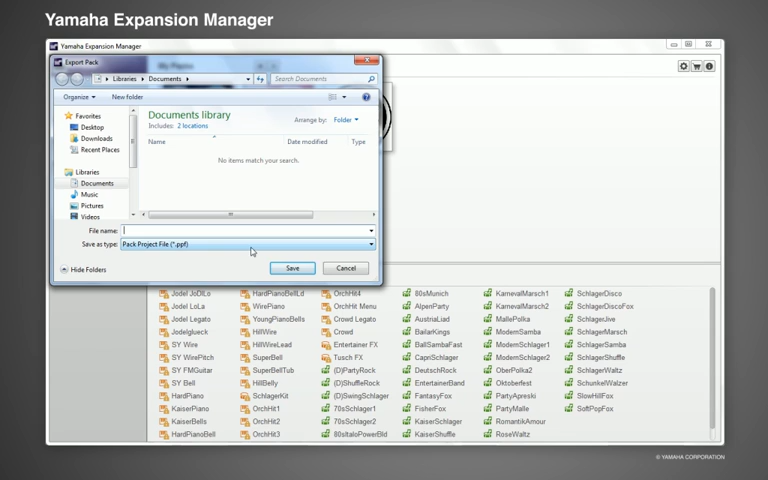 Yamaha Expansion Manager
Yamaha Expansion Manager
Export Pack
Libraries Documents Search Documents
Organize New folder
Favorites
Desktop
Downloads
Recent Places
Libraries
Documents
Music
Pictures
Videos
Documents library
Includes: 2 locations
Arrange by: Folder
Name Date modified Type
No items match your search.
File name:
Save as type: Pack Project File (*.ppf)
Hide Folders Save Cancel
Jodel JoDiLo HardPianoBellLd OrchHit4 80sMunich KarnevalMarsch1 SchlagerDisco
Jodel LoLa WirePiano OrchHit Menu AlpenParty KarnevalMarsch2 SchlagerDiscoFox
Jodel Legato YoungPianoBells Crowd Legato AustriaLied MallePolka SchlagerJive
Jodelglueck HillWire Crowd BailarKings ModernSamba SchlagerMarsch
SY Wire HillWireLead Entertainer FX BallSambaFast ModernSchlager1 SchlagerSamba
SY WirePitch SuperBell Tusch FX CapriSchlager ModernSchlager2 SchlagerShuffle
SY FMGuitar SuperBellTub (D)PartyRock DeutschRock OberPolka2 SchlagerWaltz
SY Bell HillBelly (D)ShuffleRock EntertainerBand Oktoberfest SchunkelWalzer
HardPiano SchlagerKit (D)SwingSchlager FantasyFox PartyApreski SlowHillFox
KaiserPiano OrchHit1 70sSchlager1 FisherFox PartyMalle SoftPopFox
KaiserBells OrchHit2 70sSchlager2 KaiserSchlager RomantikAmour
HardPianoBell OrchHit3 80sItaloPowerBld KaiserShuffle RoseWaltz
© YAMAHA CORPORATION